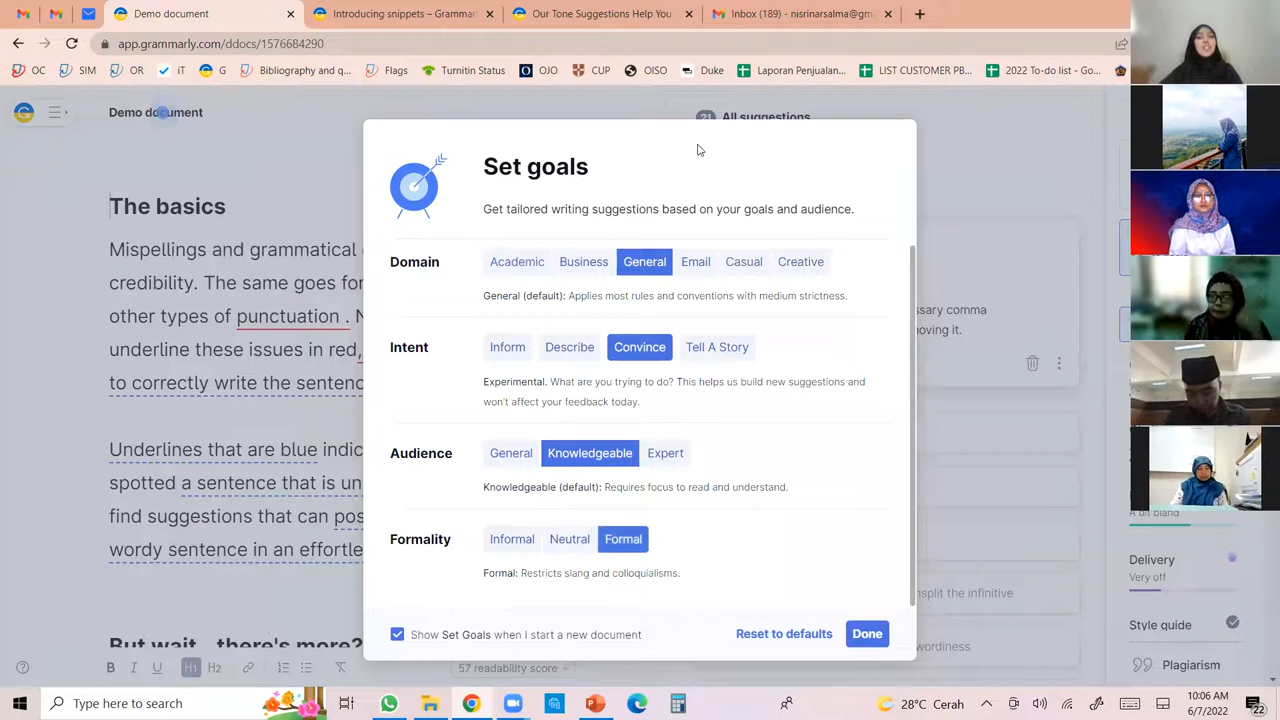 Demo document
Introducing snippets – Grammarl
Our Tone Suggestions Help You
Inbox (189) - nisrinarsalma@gm
app.grammarly.com/ddocs/1576684290
OC
SIM
OR
iT
G
Bibliography and q...
Flags
Turnitin Status
OJO
CUP
OISO
Duke
Laporan Penjualan...
LIST CUSTOMER PB...
2022 To-do list - Go...
Demo document
21 All suggestions
The basics
Mispellings and grammatical
credibility. The same goes for
other types of punctuation . N
underline these issues in red,
to correctly write the sentenc
Underlines that are blue indic
spotted a sentence that is un
find suggestions that can pos
wordy sentence in an effortle
But wait...there's more?
Set goals
Get tailored writing suggestions based on your goals and audience.
Domain
Academic Business General Email Casual Creative
General (default): Applies most rules and conventions with medium strictness.
Intent
Inform Describe Convince Tell A Story
Experimental. What are you trying to do? This helps us build new suggestions and
won't affect your feedback today.
Audience
General Knowledgeable Expert
Knowledgeable (default): Requires focus to read and understand.
Formality
Informal Neutral Formal
Formal: Restricts slang and colloquialisms.
Show Set Goals when I start a new document
Reset to defaults
Done
ssary comma
moving it.
A bit bland
Delivery
Very off
nsplit the infinitive
Style guide
wordiness
Plagiarism
B I U H1 H2
57 readability score
Type here to search
28°C Cerah
10:06 AM
6/7/2022
22